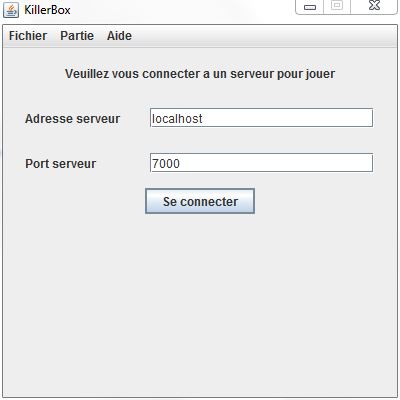 KillerBox
Fichier Partie Aide
Veuillez vous connecter a un serveur pour jouer
Adresse serveur localhost
Port serveur 7000
Se connecter